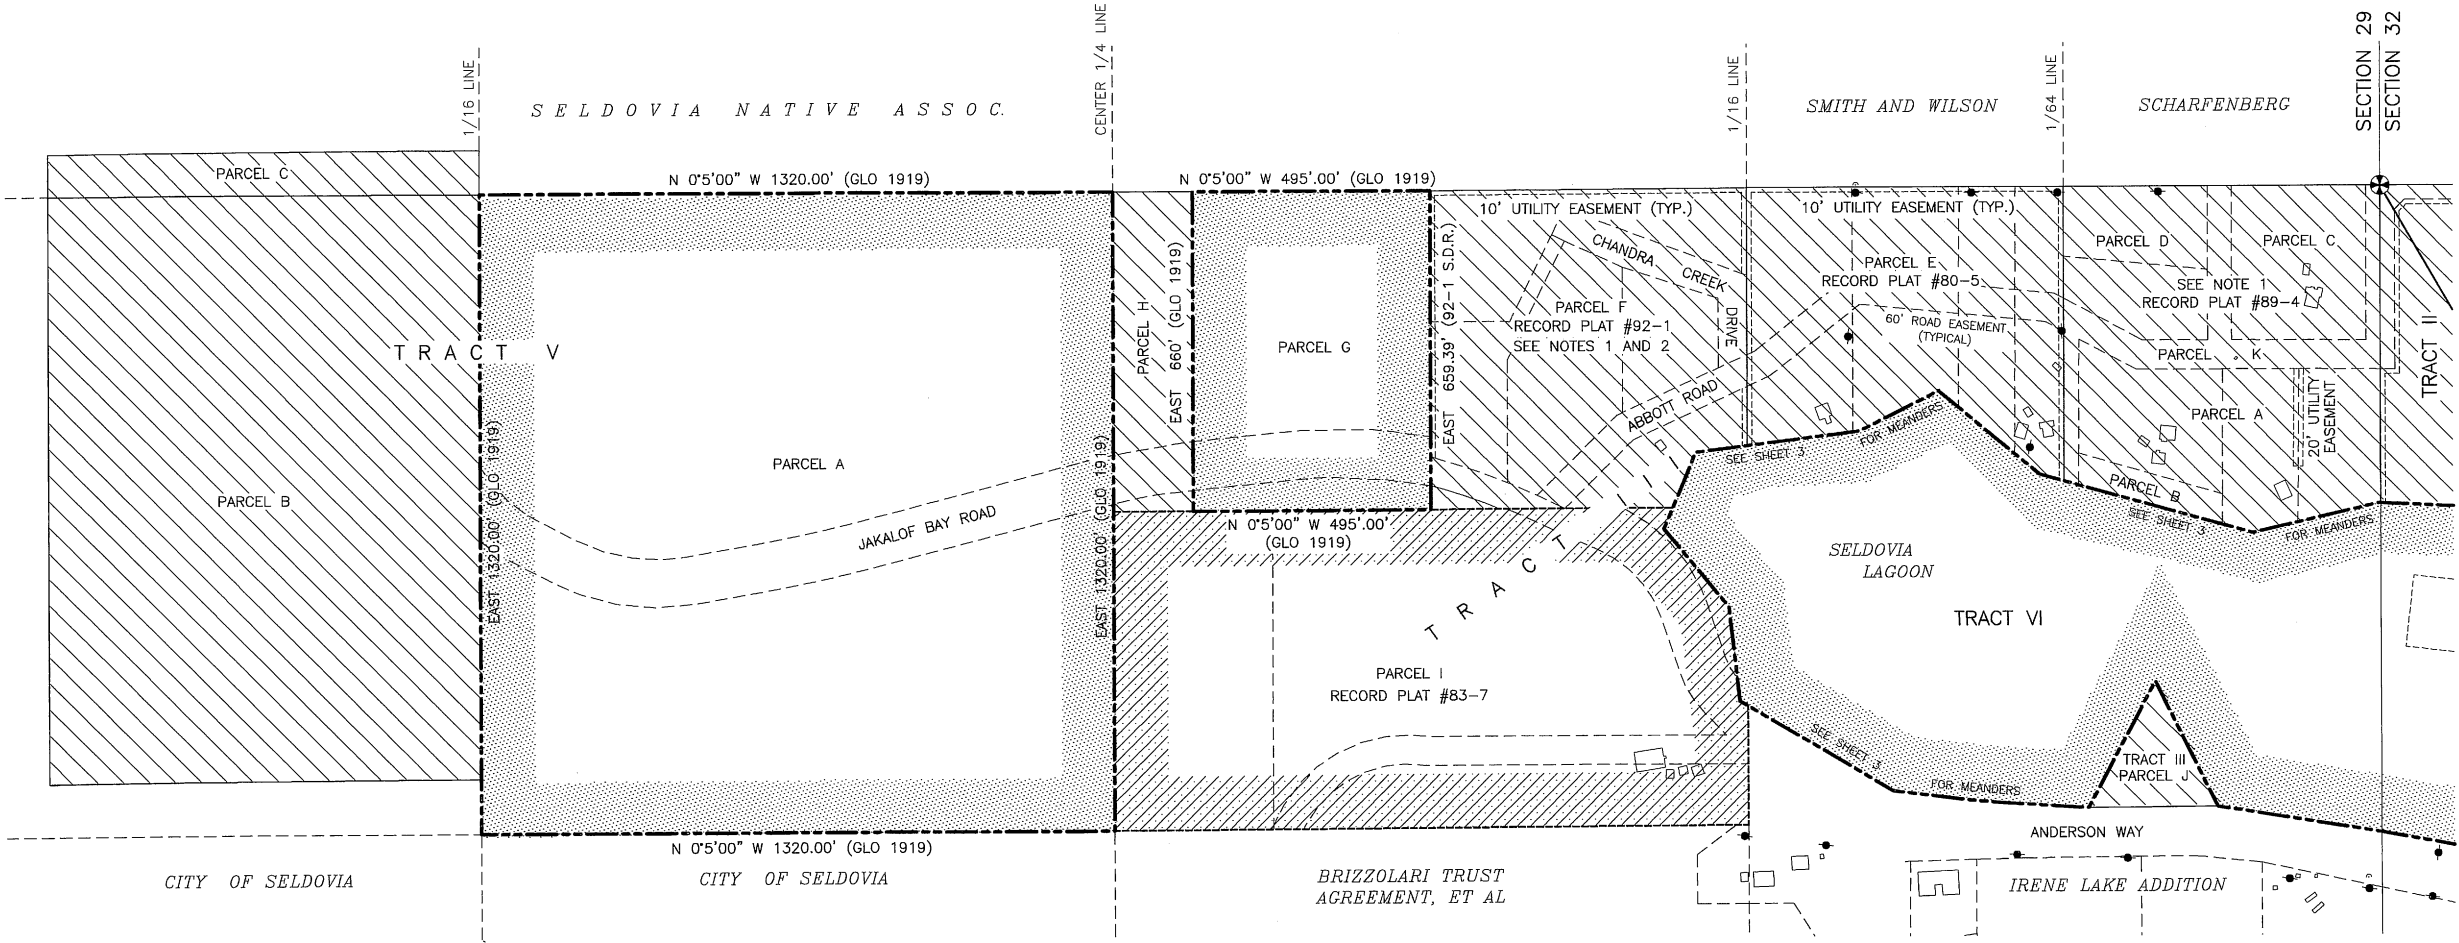 1/16 LINE
SELDOVIA NATIVE ASSOC.
CENTER 1/4 LINE
1/16 LINE
SMITH AND WILSON
1/64 LINE
SCHARFENBERG
SECTION 29
SECTION 32
PARCEL C
N 0°5'00" W 1320.00' (GLO 1919)
N 0°5'00" W 495'.00' (GLO 1919)
10' UTILITY EASEMENT (TYP.)
10' UTILITY EASEMENT (TYP.)
TRACT V
PARCEL B
EAST 1320.00 (GLO 1919)
PARCEL A
JAKALOF BAY ROAD
EAST 1320.00 (GLO 1919)
PARCEL H
EAST 660' (GLO 1919)
PARCEL G
EAST 659.39' (92-1 S.D.R.)
CHANDRA CREEK DRIVE
PARCEL F
RECORD PLAT #92-1
SEE NOTES 1 AND 2
ABBOTT ROAD
PARCEL E
RECORD PLAT #80-5
60' ROAD EASEMENT
(TYPICAL)
PARCEL D
PARCEL C
SEE NOTE 1
RECORD PLAT #89-4
PARCEL K
PARCEL A
20' UTILITY
EASEMENT
TRACT II
PARCEL B
SEE SHEET 3
FOR MEANDERS
SEE SHEET 3
FOR MEANDERS
N 0°5'00" W 495'.00'
(GLO 1919)
TRACT
SELDOVIA
LAGOON
TRACT VI
PARCEL I
RECORD PLAT #83-7
SEE SHEET 3
FOR MEANDERS
TRACT III
PARCEL J
ANDERSON WAY
N 0°5'00" W 1320.00' (GLO 1919)
CITY OF SELDOVIA
CITY OF SELDOVIA
BRIZZOLARI TRUST
AGREEMENT, ET AL
IRENE LAKE ADDITION